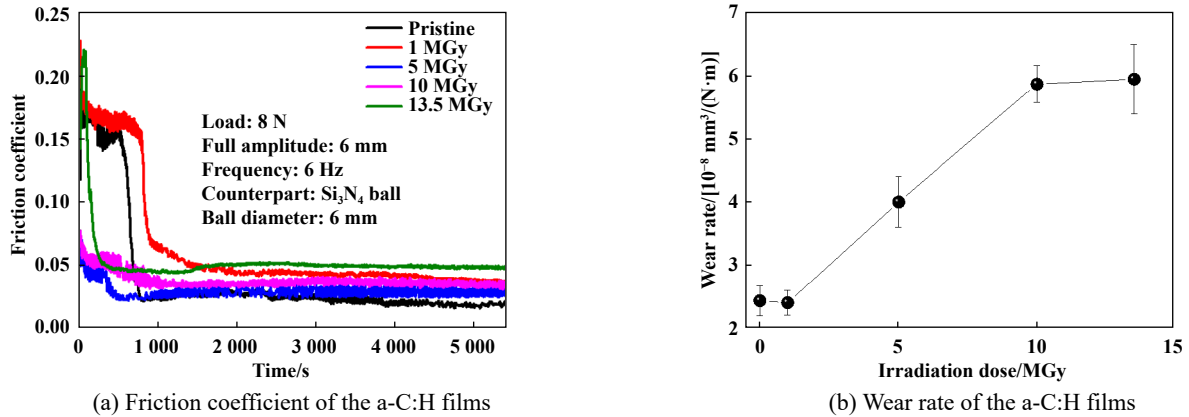 0.25
0.20
0.15
0.10
0.05
0.00
Friction coefficient
Pristine
1 MGy
5 MGy
10 MGy
13.5 MGy
Load: 8 N
Full amplitude: 6 mm
Frequency: 6 Hz
Counterpart: Si₃N₄ ball
Ball diameter: 6 mm
0
1 000
2 000
3 000
4 000
5 000
Time/s
(a) Friction coefficient of the a-C:H films
7
6
5
4
3
2
Wear rate/[10⁻⁸ mm³/(N·m)]
0
5
10
15
Irradiation dose/MGy
(b) Wear rate of the a-C:H films